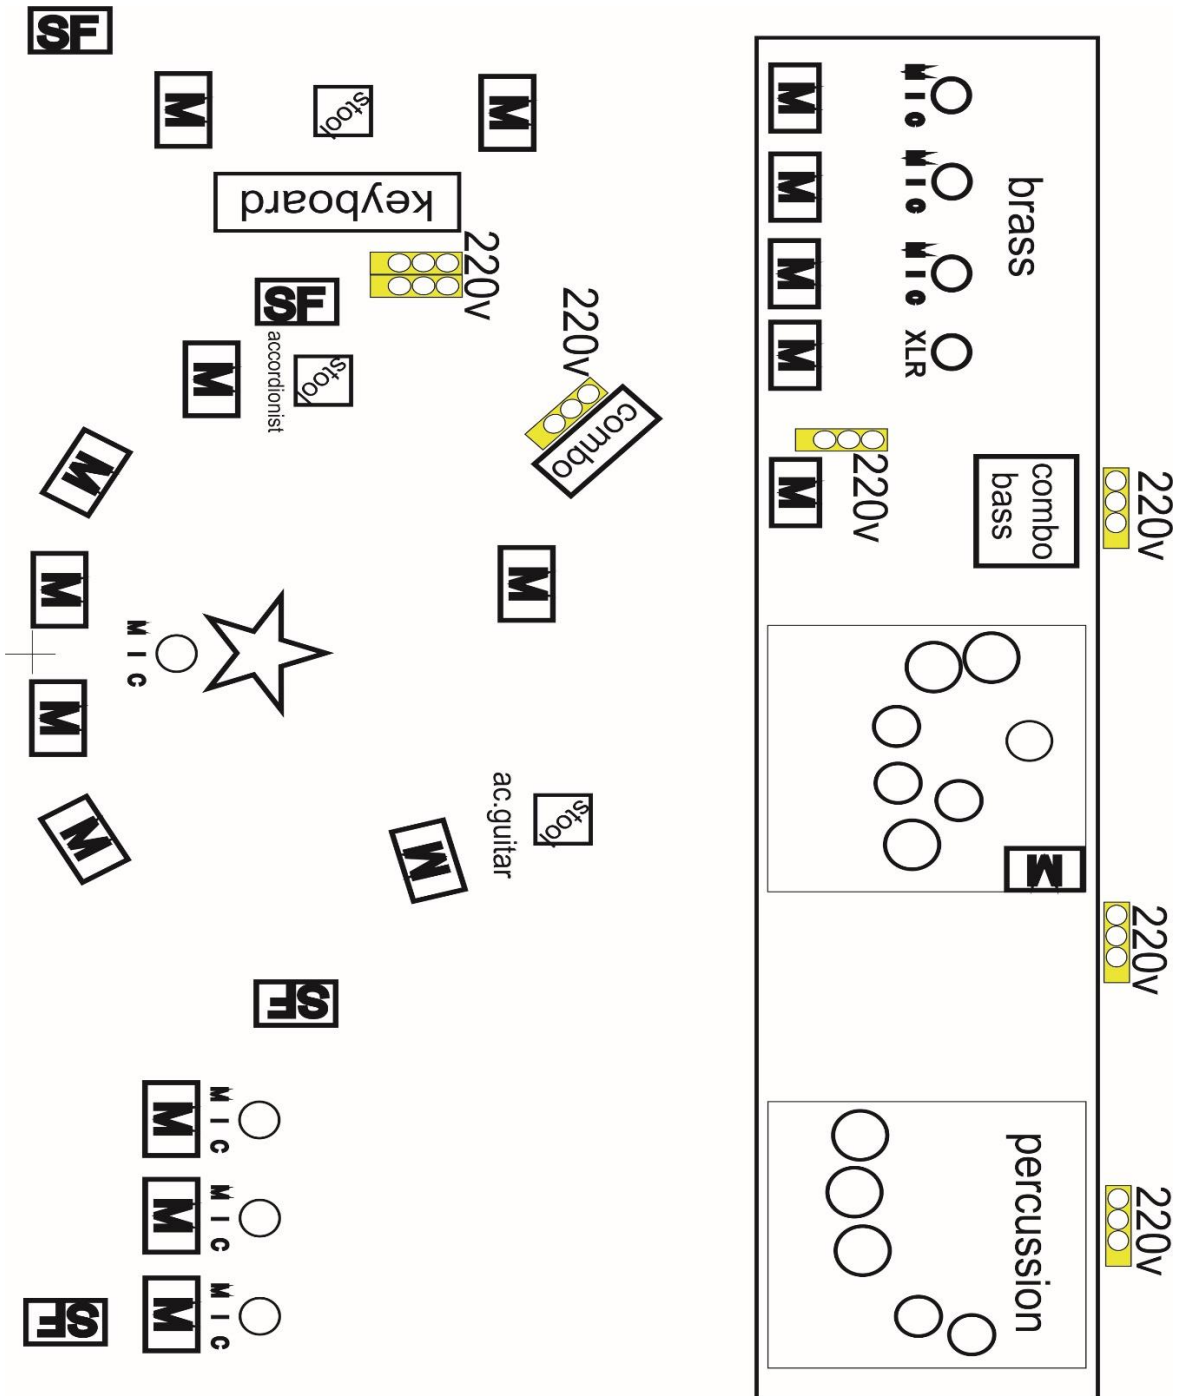 220v
220v
220v
brass
combo
bass
M
percussion
MIC
MIC
MIC
XLR
220v
M
M
M
M
M
220v
combo
stool
ac.guitar
M
M
220v
keyboard
M
stool
stool
SF
accordionist
SF
M
M
MIC
MIC
MIC
MIC
M
M
M
M
M
M
M
SF
SF